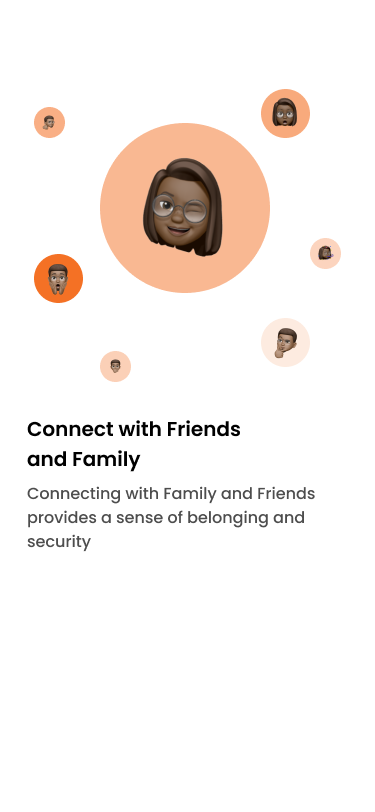 Connect with Friends
and Family
Connecting with Family and Friends
provides a sense of belonging and
security